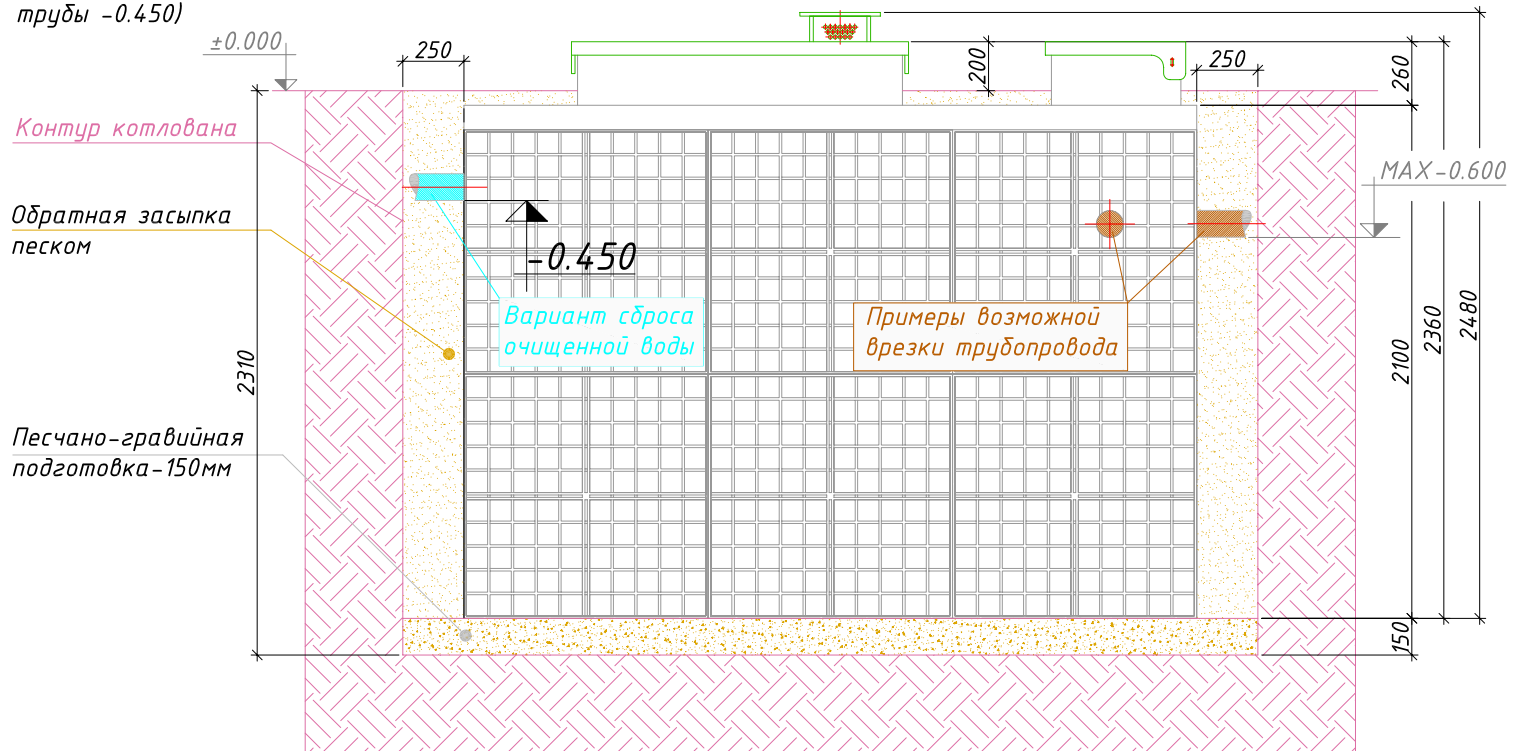 трубы -0.450)
±0.000
250
200
260
250
Контур котлована
MAX-0.600
Обратная засыпка
песком
-0.450
Вариант сброса
очищенной воды
Примеры возможной
врезки трубопровода
2310
2100
2360
2480
Песчано-гравийная
подготовка-150мм
150